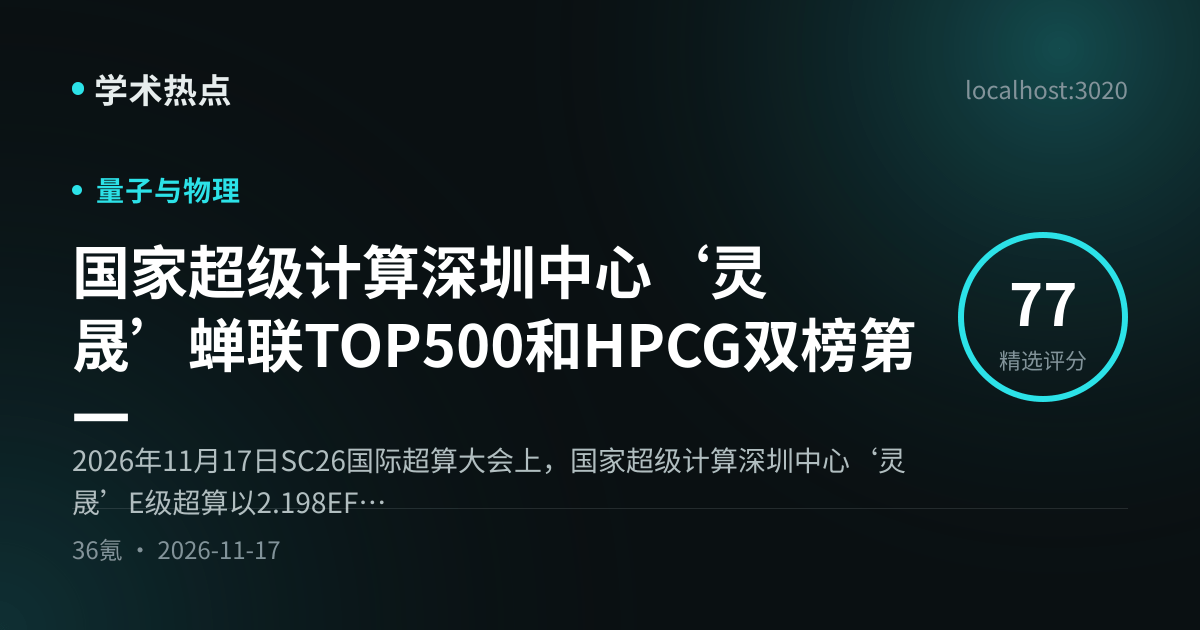 学术热点
localhost:3020
量子与物理
国家超级计算深圳中心‘灵
晟’蝉联TOP500和HPCG双榜第
一
77
精选评分
2026年11月17日SC26国际超算大会上，国家超级计算深圳中心‘灵
晟’E级超算以2.198EF…
36氪 · 2026-11-17